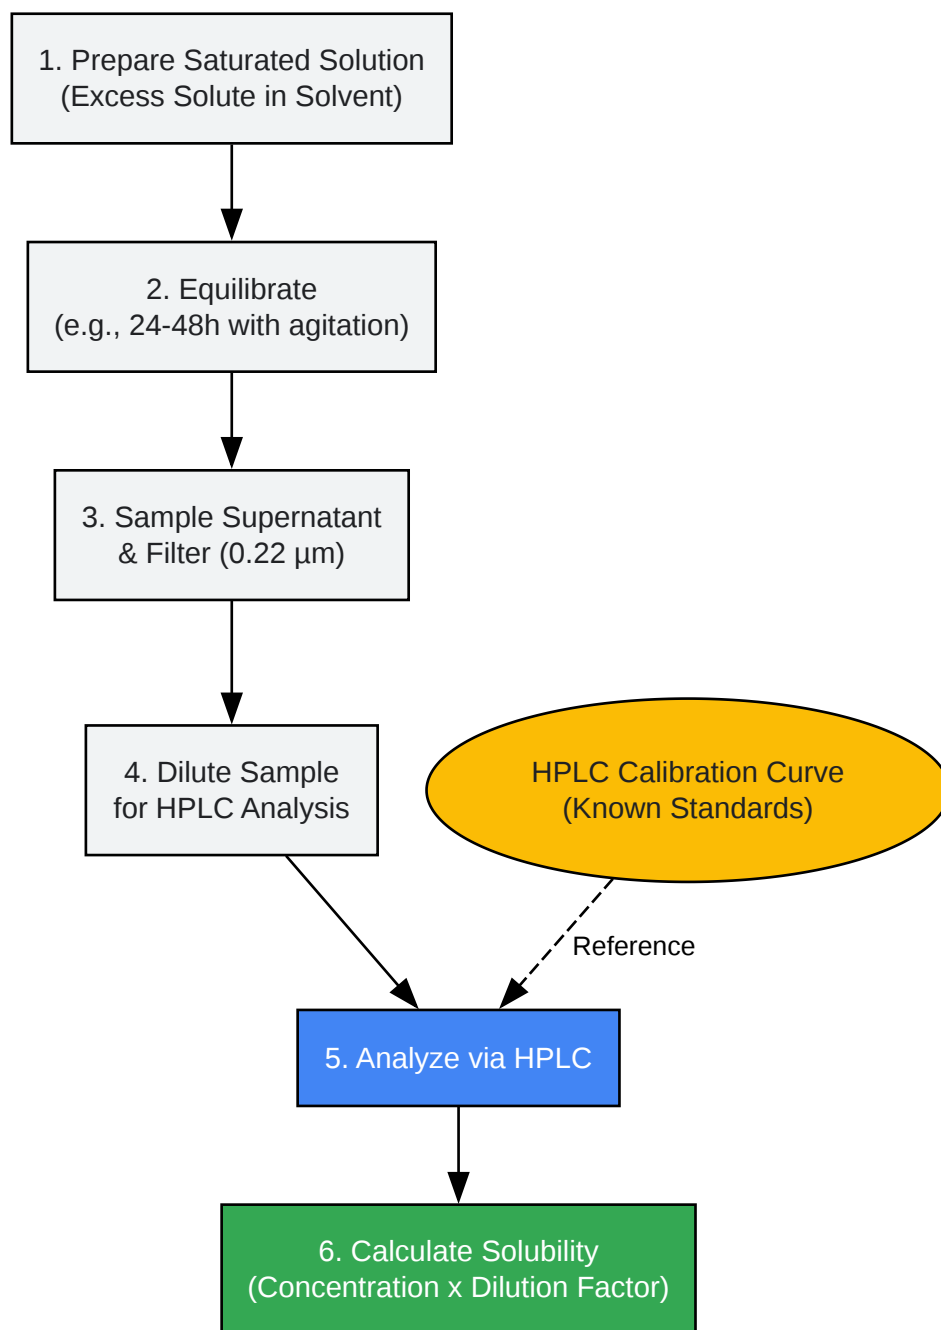 1. Prepare Saturated Solution
(Excess Solute in Solvent)
2. Equilibrate
(e.g., 24-48h with agitation)
3. Sample Supernatant
& Filter (0.22 µm)
4. Dilute Sample
for HPLC Analysis
HPLC Calibration Curve
(Known Standards)
Reference
5. Analyze via HPLC
6. Calculate Solubility
(Concentration x Dilution Factor)